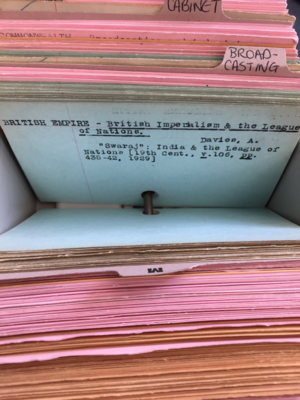 CABINET
BROAD-
CASTING
BRITISH EMPIRE - British Imperialism & the League
of Nations.
Davies, A.
"Swaraj": India & the League of
Nations [19th Cent., v.106, pp.
436-42, 1929]